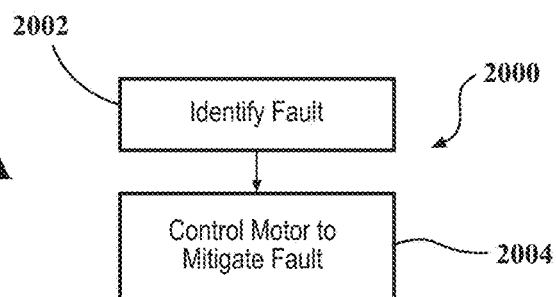 2002
Identify Fault
2000
Control Motor to
Mitigate Fault
2004